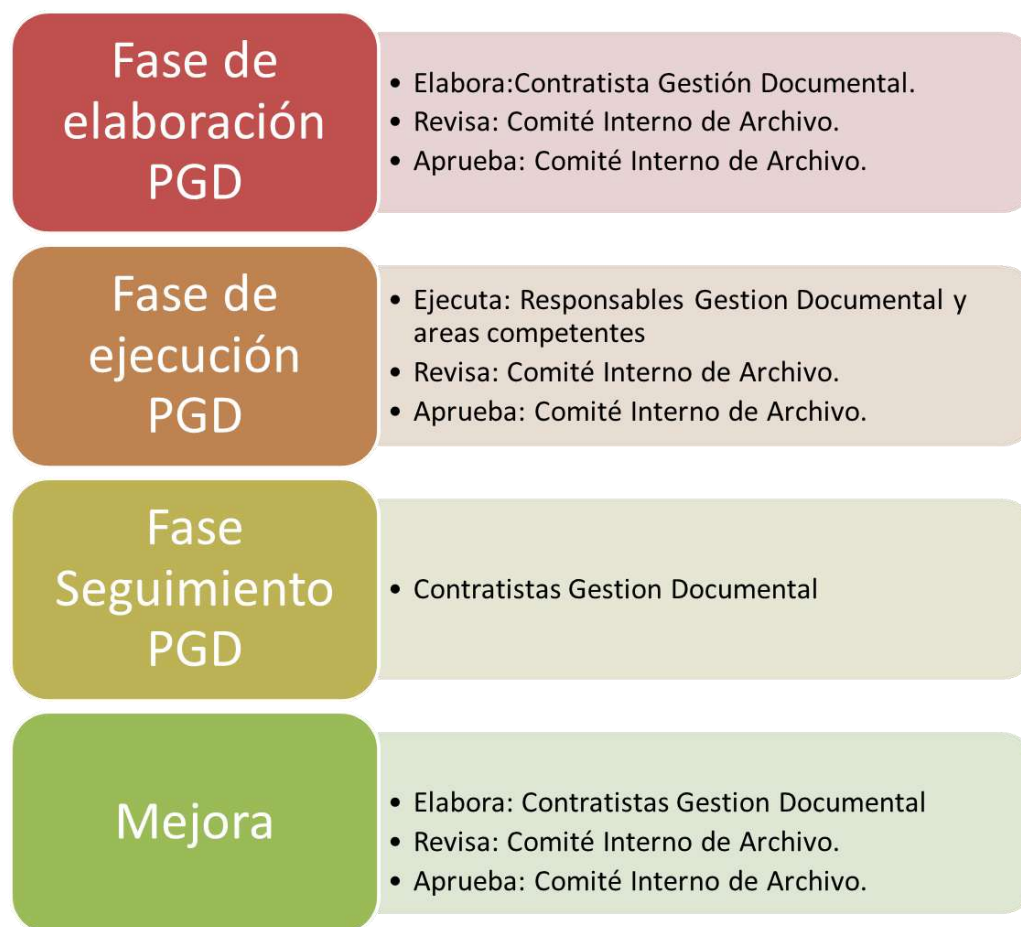 Fase de
elaboración
PGD
• Elabora:Contratista Gestión Documental.
• Revisa: Comité Interno de Archivo.
• Aprueba: Comité Interno de Archivo.
Fase de
ejecución
PGD
• Ejecuta: Responsables Gestion Documental y
areas competentes
• Revisa: Comité Interno de Archivo.
• Aprueba: Comité Interno de Archivo.
Fase
Seguimiento
PGD
• Contratistas Gestion Documental
Mejora
• Elabora: Contratistas Gestion Documental
• Revisa: Comité Interno de Archivo.
• Aprueba: Comité Interno de Archivo.